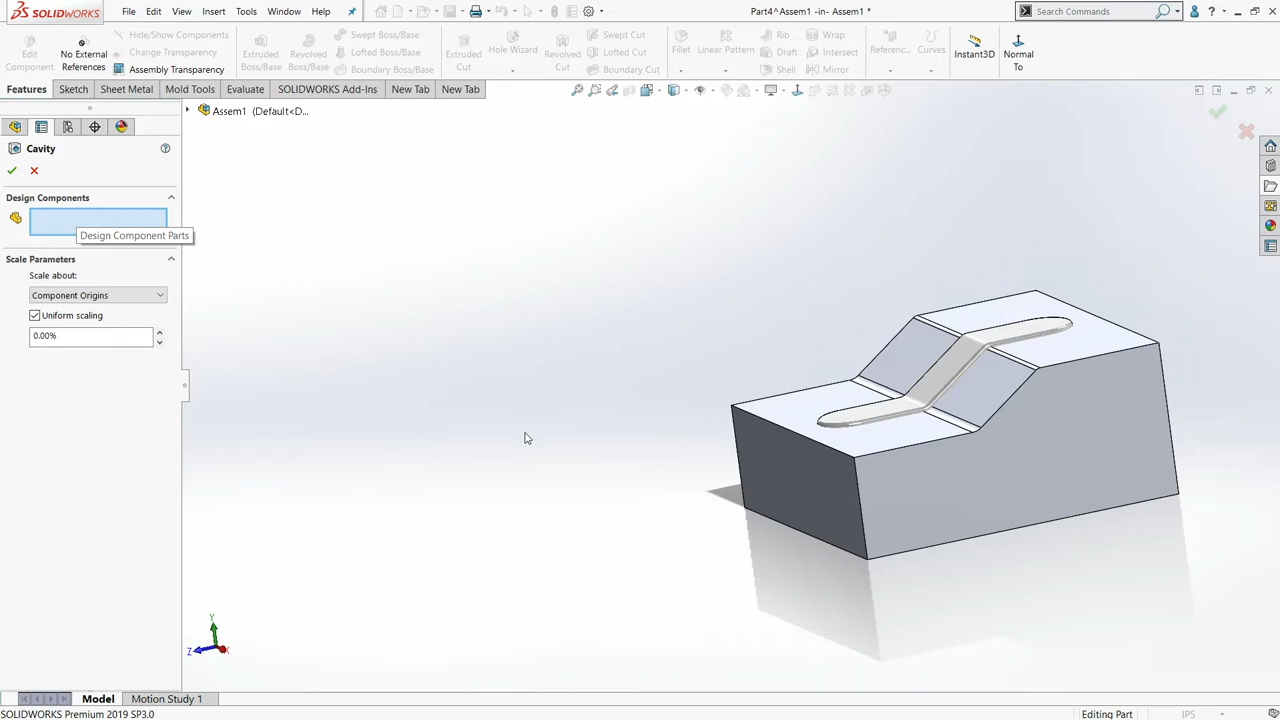 SOLIDWORKS File Edit View Insert Tools Window Part Help Part4^Assem1 -in- Assem1 * Search Commands ?
Edit Component
No External References
Hide/Show Components
Change Transparency
Assembly Transparency
Extruded Boss/Base
Revolved Boss/Base
Swept Boss/Base
Lofted Boss/Base
Boundary Boss/Base
Extruded Cut
Hole Wizard
Revolved Cut
Swept Cut
Lofted Cut
Boundary Cut
Fillet
Linear Pattern
Rib
Draft
Shell
Wrap
Intersect
Mirror
Referenc...
Curves
Instant3D
Normal To
Features Sketch Sheet Metal Mold Tools Evaluate SOLIDWORKS Add-Ins New Tab New Tab
Assem1 (Default<D...
Cavity
Design Components
Design Component Parts
Scale Parameters
Scale about:
Component Origins
Uniform scaling
0.00%
Y
Z
X
Model Motion Study 1
SOLIDWORKS Premium 2019 SP3.0 Editing Part IPS -